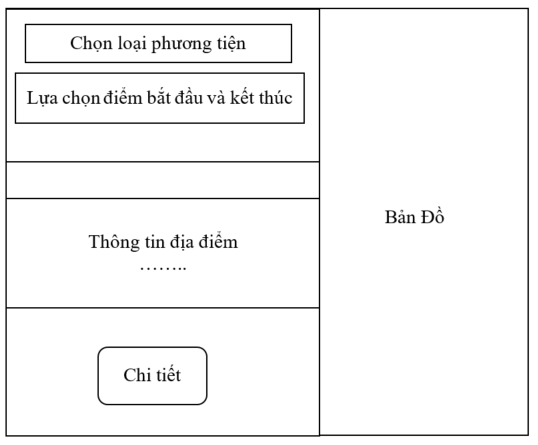 Chọn loại phương tiện
Lựa chọn điểm bắt đầu và kết thúc
Thông tin địa điểm
……..
Chi tiết
Bản Đồ